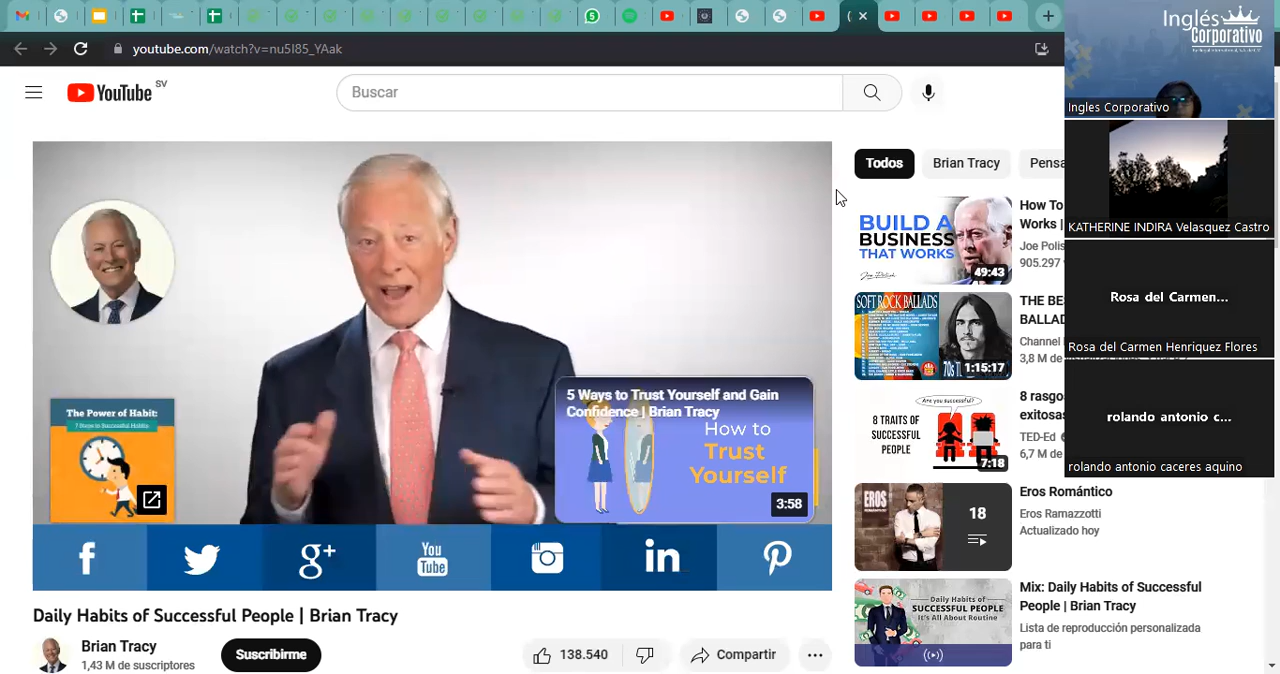 5
youtube.com/watch?v=nu5I85_YAak
YouTube
SV
Buscar
Todos
Brian Tracy
Pensa
The Power of Habit:
7 Steps to Successful Habits
5 Ways to Trust Yourself and Gain
Confidence | Brian Tracy
How to
Trust
Yourself
3:58
f
g+
You
Tube
in
Daily Habits of Successful People | Brian Tracy
Brian Tracy
1,43 M de suscriptores
Suscribirme
138.540
Compartir
BUILD A
BUSINESS
THAT WORKS
49:43
How To
Works |
Joe Polis
905.297
SOFT ROCK BALLADS
70s
1:15:17
THE BE
BALLAD
Channel
3,8 M de
Are you successful?
8 TRAITS OF
SUCCESSFUL
PEOPLE
7:18
8 rasgo
exitosa
TED-Ed
6,7 M de
EROS
ROMÁNTICO
18
Eros Romántico
Eros Ramazzotti
Actualizado hoy
Daily Habits of
SUCCESSFUL PEOPLE
It's All About Routine
Mix: Daily Habits of Successful
People | Brian Tracy
Lista de reproducción personalizada
para ti
Inglés
Corporativo
Ingles Corporativo
KATHERINE INDIRA Velasquez Castro
Rosa del Carmen...
Rosa del Carmen Henriquez Flores
rolando antonio c...
rolando antonio caceres aquino